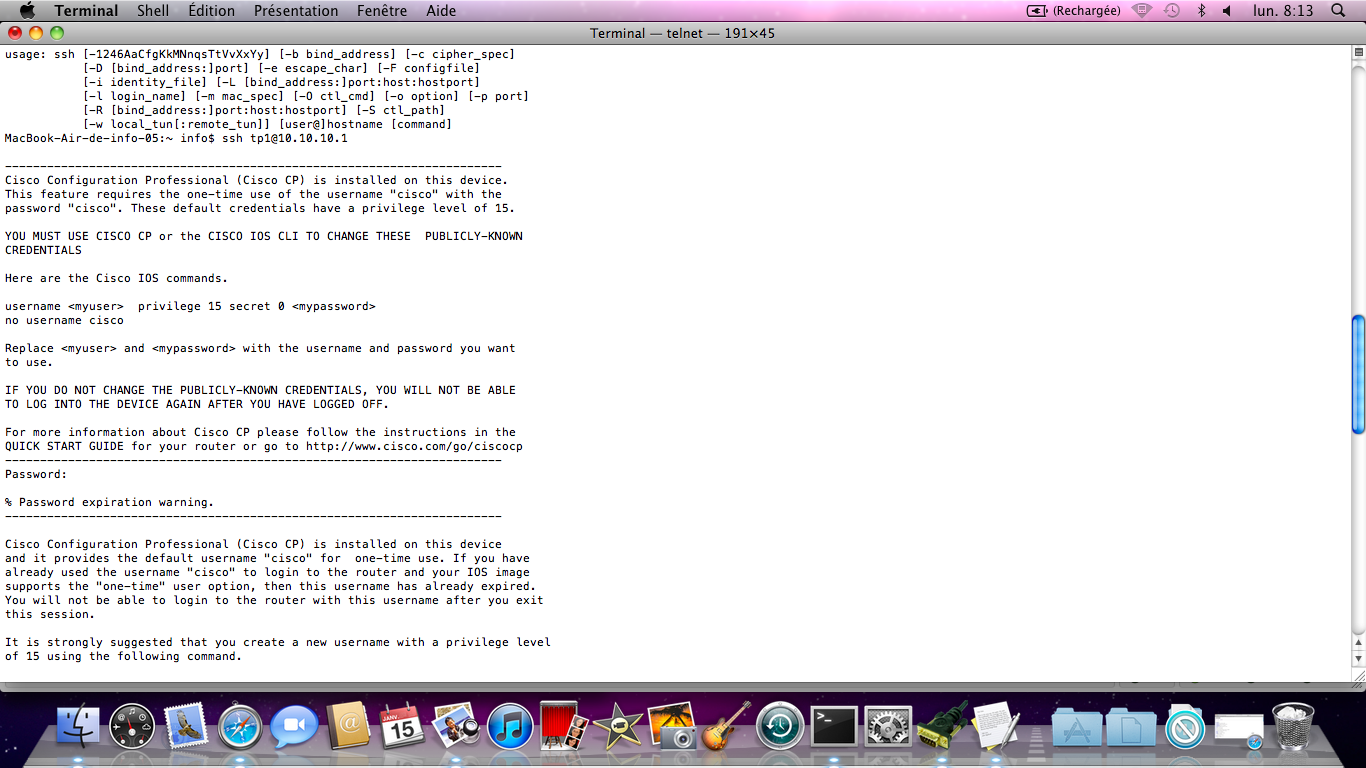 Terminal Shell Édition Présentation Fenêtre Aide (Rechargée) lun. 8:13
Terminal — telnet — 191×45
usage: ssh [-1246AaCfgKkMNnqsTtVvXxYy] [-b bind_address] [-c cipher_spec]
[-D [bind_address:]port] [-e escape_char] [-F configfile]
[-i identity_file] [-L [bind_address:]port:host:hostport]
[-l login_name] [-m mac_spec] [-O ctl_cmd] [-o option] [-p port]
[-R [bind_address:]port:host:hostport] [-S ctl_path]
[-w local_tun[:remote_tun]] [user@]hostname [command]
MacBook-Air-de-info-05:~ info$ ssh tp1@10.10.10.1
-----------------------------------------------------------------------
Cisco Configuration Professional (Cisco CP) is installed on this device.
This feature requires the one-time use of the username "cisco" with the
password "cisco". These default credentials have a privilege level of 15.
YOU MUST USE CISCO CP or the CISCO IOS CLI TO CHANGE THESE  PUBLICLY-KNOWN
CREDENTIALS
Here are the Cisco IOS commands.
username <myuser>  privilege 15 secret 0 <mypassword>
no username cisco
Replace <myuser> and <mypassword> with the username and password you want
to use.
IF YOU DO NOT CHANGE THE PUBLICLY-KNOWN CREDENTIALS, YOU WILL NOT BE ABLE
TO LOG INTO THE DEVICE AGAIN AFTER YOU HAVE LOGGED OFF.
For more information about Cisco CP please follow the instructions in the
QUICK START GUIDE for your router or go to http://www.cisco.com/go/ciscocp
-----------------------------------------------------------------------
Password:
% Password expiration warning.
-----------------------------------------------------------------------
Cisco Configuration Professional (Cisco CP) is installed on this device
and it provides the default username "cisco" for  one-time use. If you have
already used the username "cisco" to login to the router and your IOS image
supports the "one-time" user option, then this username has already expired.
You will not be able to login to the router with this username after you exit
this session.
It is strongly suggested that you create a new username with a privilege level
of 15 using the following command.
JANV.
15